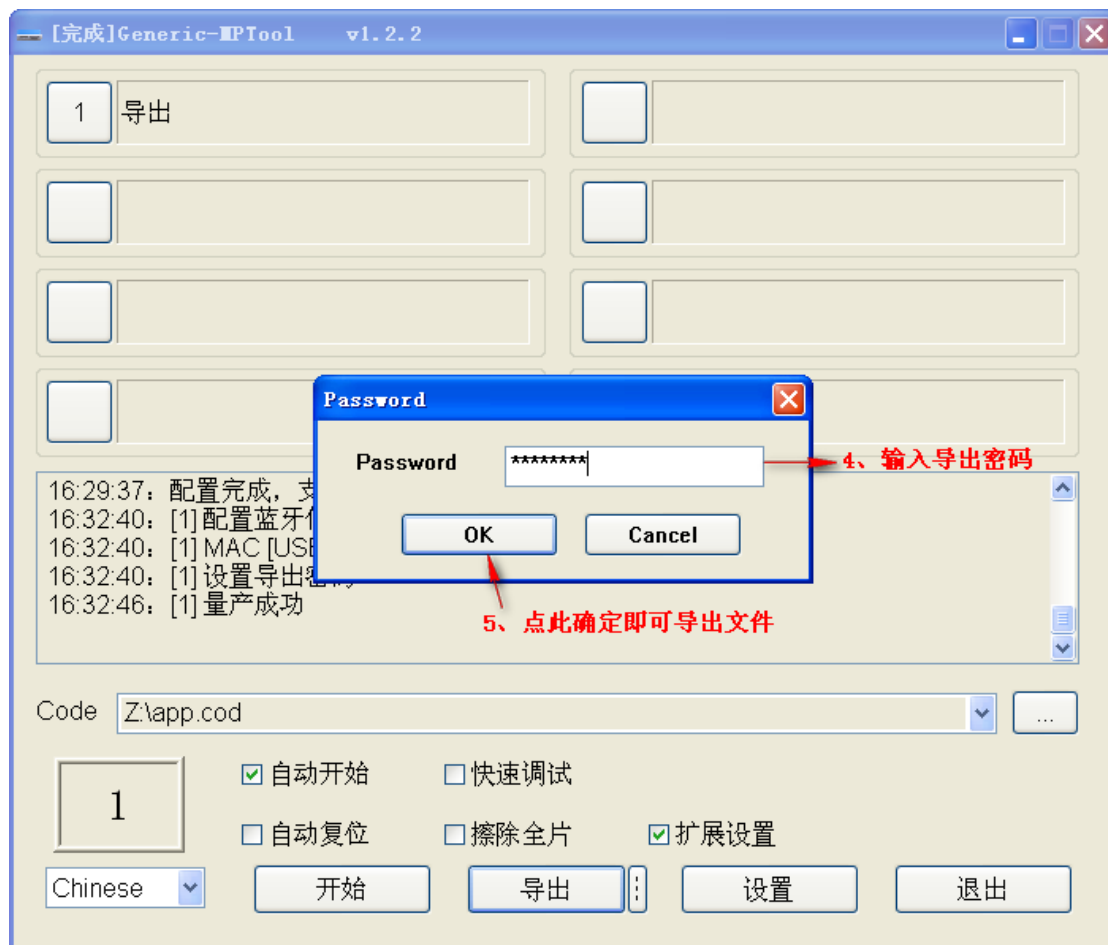 [完成]Generic-MPTool v1.2.2
1 导出
Password
Password ********
4、输入导出密码
OK Cancel
16:29:37：配置完成，
16:32:40：[1]配置蓝牙
16:32:40：[1] MAC [US
16:32:40：[1]设置导出
16:32:46：[1]量产成功
5、点此确定即可导出文件
Code Z:\app.cod ...
1
自动开始 快速调试
自动复位 擦除全片 扩展设置
Chinese 开始 导出 设置 退出